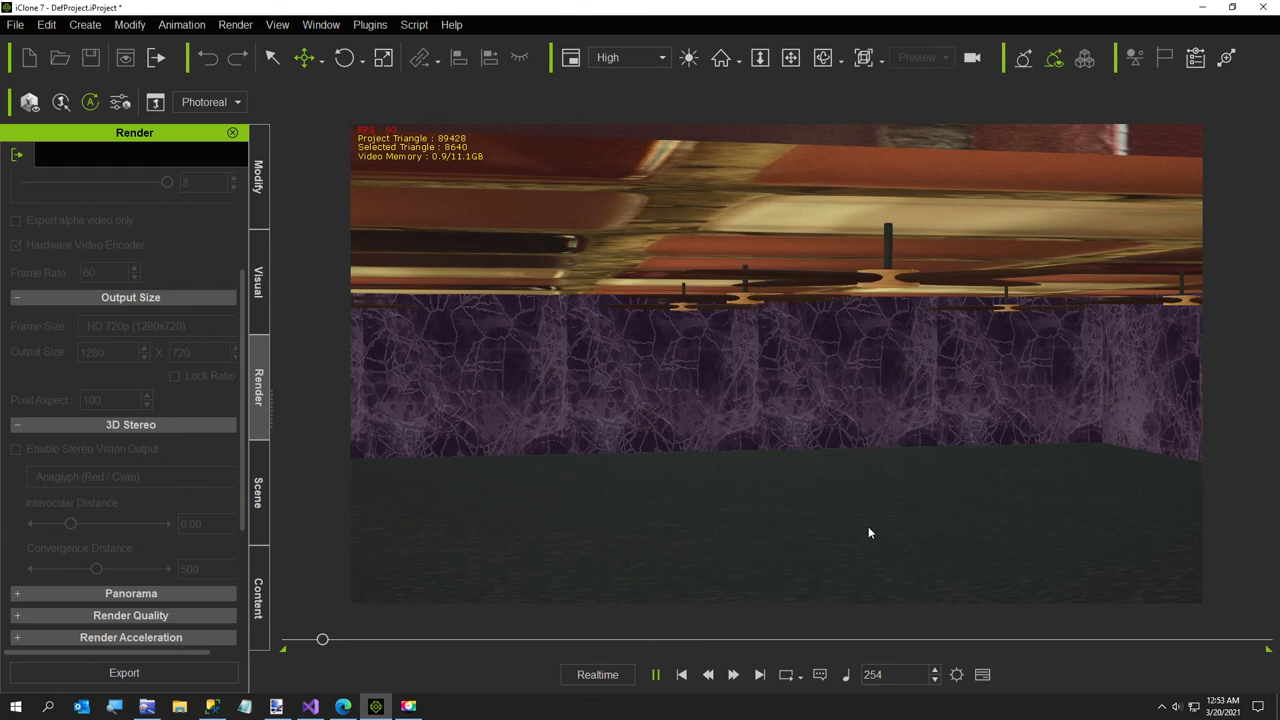 iClone 7 - DefProject.iProject *
File Edit Create Modify Animation Render View Window Plugins Script Help
High
Preview
Photoreal
Render
8
Export alpha video only
Hardware Video Encoder
Frame Rate 60
Output Size
Frame Size: HD 720p (1280x720)
Output Size: 1280 X 720
Lock Ratio
Pixel Aspect 100
3D Stereo
Enable Stereo Vision Output
Anaglyph (Red / Cyan)
Interocular Distance
6.00
Convergence Distance
500
Panorama
Render Quality
Render Acceleration
Export
Modify
Visual
Render
Scene
Content
Project Triangle : 89428
Selected Triangle : 8640
Video Memory : 0.9/11.1GB
Realtime
254
12:53 AM
3/20/2021